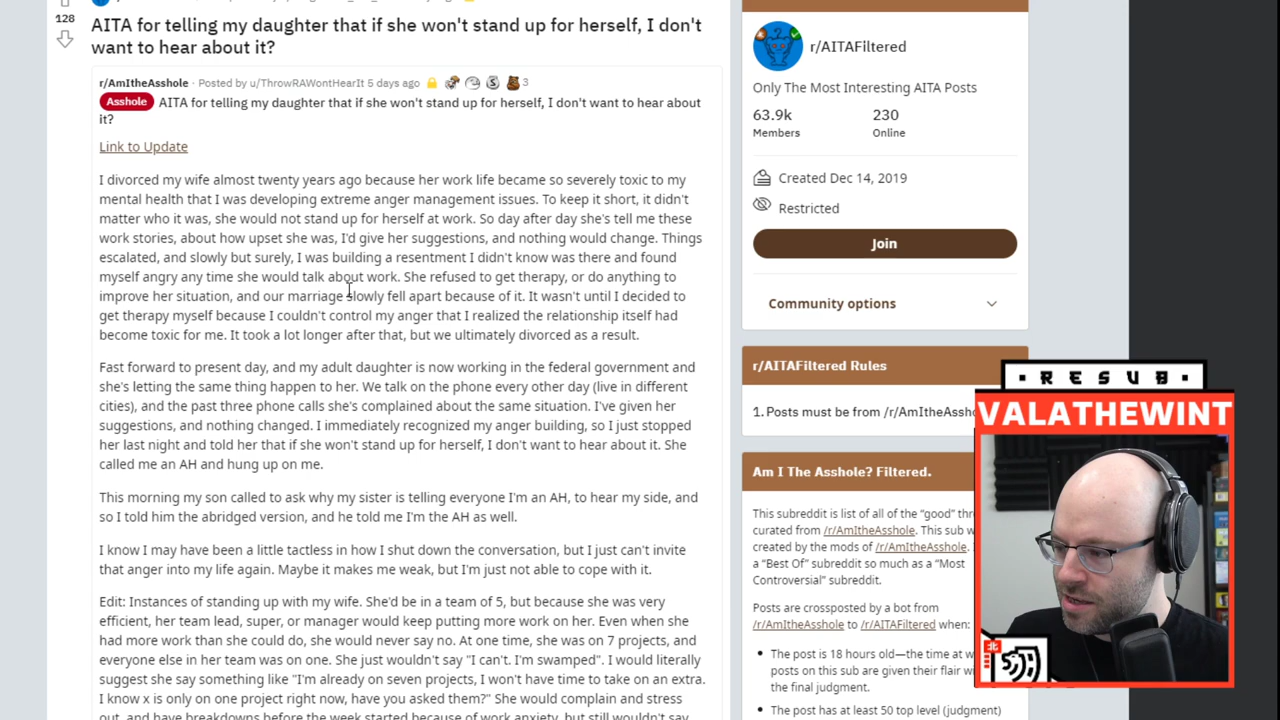 128
AITA for telling my daughter that if she won't stand up for herself, I don't
want to hear about it?
r/AmItheAsshole · Posted by u/ThrowRAWontHearIt 5 days ago 3
Asshole AITA for telling my daughter that if she won't stand up for herself, I don't want to hear about
it?
Link to Update
I divorced my wife almost twenty years ago because her work life became so severely toxic to my
mental health that I was developing extreme anger management issues. To keep it short, it didn't
matter who it was, she would not stand up for herself at work. So day after day she's tell me these
work stories, about how upset she was, I'd give her suggestions, and nothing would change. Things
escalated, and slowly but surely, I was building a resentment I didn't know was there and found
myself angry any time she would talk about work. She refused to get therapy, or do anything to
improve her situation, and our marriage slowly fell apart because of it. It wasn't until I decided to
get therapy myself because I couldn't control my anger that I realized the relationship itself had
become toxic for me. It took a lot longer after that, but we ultimately divorced as a result.
Fast forward to present day, and my adult daughter is now working in the federal government and
she's letting the same thing happen to her. We talk on the phone every other day (live in different
cities), and the past three phone calls she's complained about the same situation. I've given her
suggestions, and nothing changed. I immediately recognized my anger building, so I just stopped
her last night and told her that if she won't stand up for herself, I don't want to hear about it. She
called me an AH and hung up on me.
This morning my son called to ask why my sister is telling everyone I'm an AH, to hear my side, and
so I told him the abridged version, and he told me I'm the AH as well.
I know I may have been a little tactless in how I shut down the conversation, but I just can't invite
that anger into my life again. Maybe it makes me weak, but I'm just not able to cope with it.
Edit: Instances of standing up with my wife. She'd be in a team of 5, but because she was very
efficient, her team lead, super, or manager would keep putting more work on her. Even when she
had more work than she could do, she would never say no. At one time, she was on 7 projects, and
everyone else in her team was on one. She just wouldn't say "I can't. I'm swamped". I would literally
suggest she say something like "I'm already on seven projects, I won't have time to take on an extra.
I know x is only on one project right now, have you asked them?" She would complain and stress
out, and have breakdowns before the week started because of work anxiety, but still wouldn't say
r/AITAFiltered
Only The Most Interesting AITA Posts
63.9k 230
Members Online
Created Dec 14, 2019
Restricted
Join
Community options
r/AITAFiltered Rules
1. Posts must be from /r/AmItheAssho
Am I The Asshole? Filtered.
This subreddit is list of all of the "good" thr
curated from /r/AmItheAsshole. This sub w
created by the mods of /r/AmItheAsshole.
a "Best Of" subreddit so much as a "Most
Controversial" subreddit.
Posts are crossposted by a bot from
/r/AmItheAsshole to /r/AITAFiltered when:
The post is 18 hours old—the time at w
posts on this sub are given their flair w
the final judgment.
The post has at least 50 top level (judgment)
RESUB
VALATHEWINT